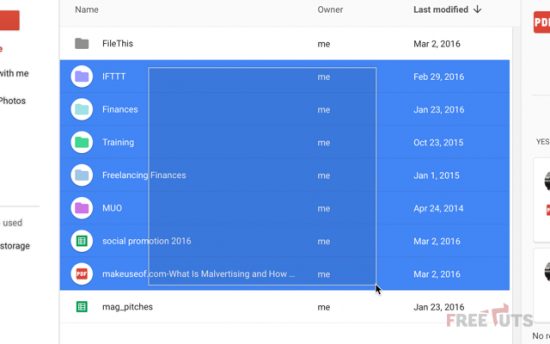 Name Owner Last modified
FileThis me Mar 2, 2016
IFTTT me Feb 29, 2016
Finances me Jan 23, 2016
Training me Oct 23, 2015
Freelancing Finances me Jan 1, 2015
MUO me Apr 24, 2014
social promotion 2016 me Mar 2, 2016
PDF makeuseof.com-What Is Malvertising and How ... me Mar 2, 2016
mag_pitches me Jan 23, 2016
with me
Photos
used
storage
PDF
YES
No re
FREETUTS